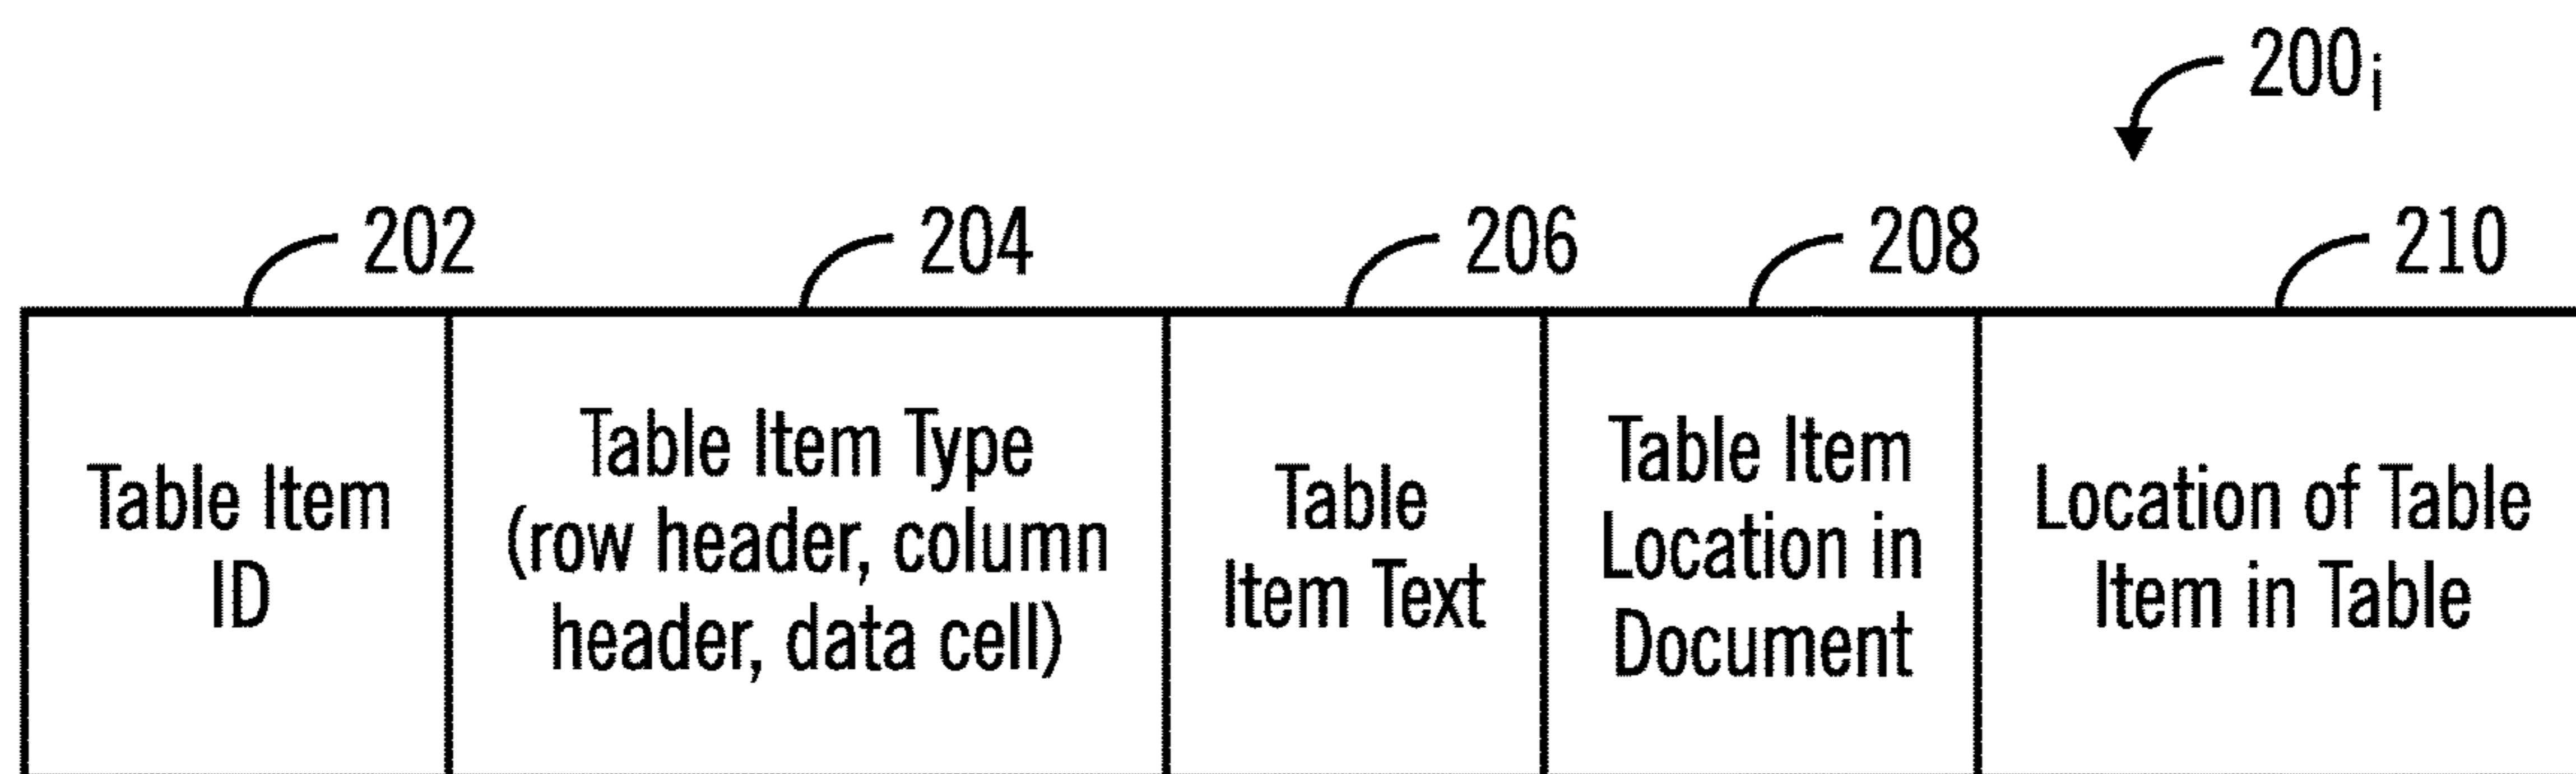 200i
202 204 206 208 210
Table Item
ID
Table Item Type
(row header, column
header, data cell)
Table
Item Text
Table Item
Location in
Document
Location of Table
Item in Table